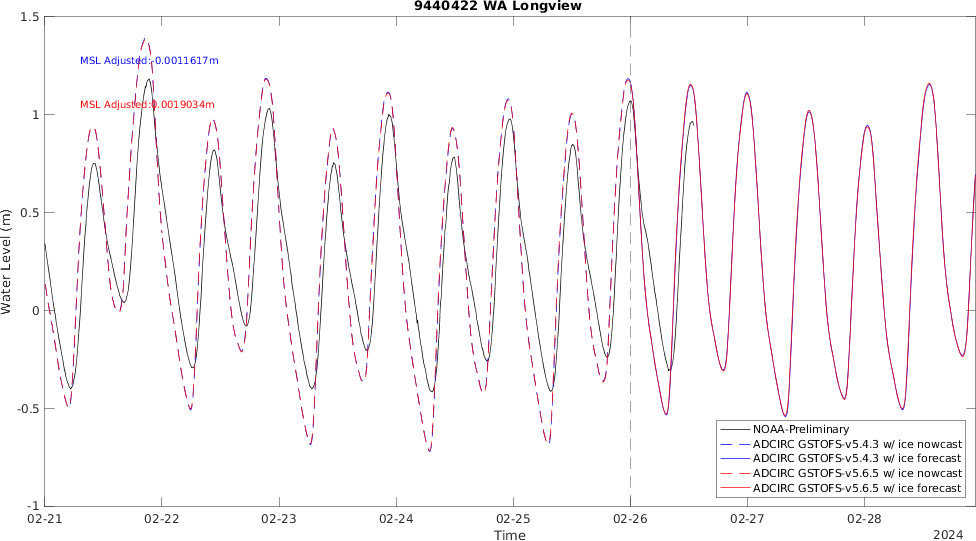 9440422 WA Longview
1.5
MSL Adjusted:-0.0011617m
MSL Adjusted:0.0019034m
1
0.5
0
-0.5
-1
Water Level (m)
NOAA-Preliminary
ADCIRC GSTOFS-v5.4.3 w/ ice nowcast
ADCIRC GSTOFS-v5.4.3 w/ ice forecast
ADCIRC GSTOFS-v5.6.5 w/ ice nowcast
ADCIRC GSTOFS-v5.6.5 w/ ice forecast
02-21 02-22 02-23 02-24 02-25 02-26 02-27 02-28
Time
2024